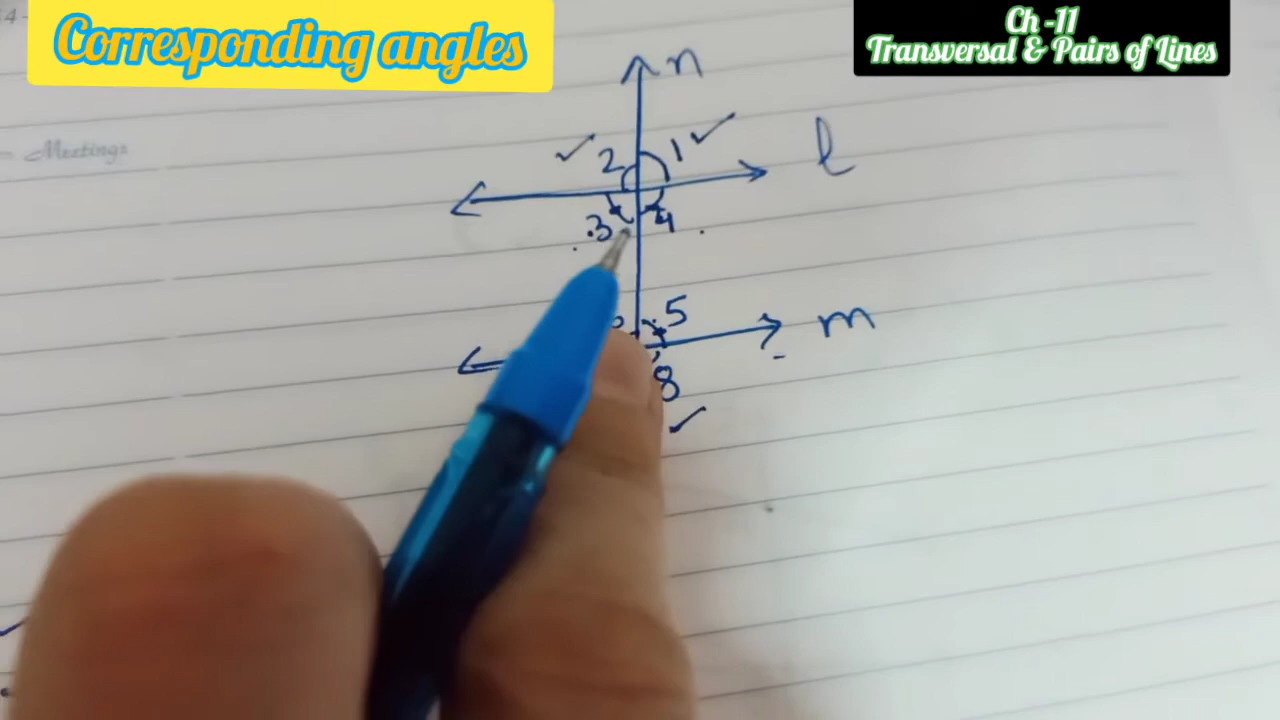 Corresponding angles
Ch -11
Transversal & Pairs of Lines
Meetings
n
2 1
l
3 4
5
m
8